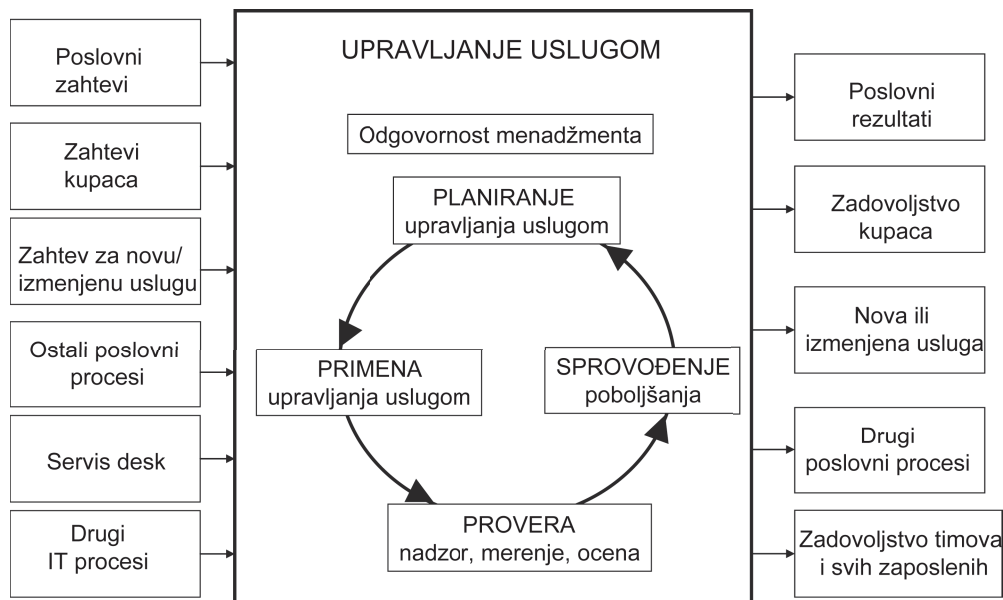 Poslovni
zahtevi
Zahtevi
kupaca
Zahtev za novu/
izmenjenu uslugu
Ostali poslovni
procesi
Servis desk
Drugi
IT procesi
UPRAVLJANJE USLUGOM
Odgovornost menadžmenta
PLANIRANJE
upravljanja uslugom
PRIMENA
upravljanja uslugom
SPROVOĐENJE
poboljšanja
PROVERA
nadzor, merenje, ocena
Poslovni
rezultati
Zadovoljstvo
kupaca
Nova ili
izmenjena usluga
Drugi
poslovni procesi
Zadovoljstvo timova
i svih zaposlenih